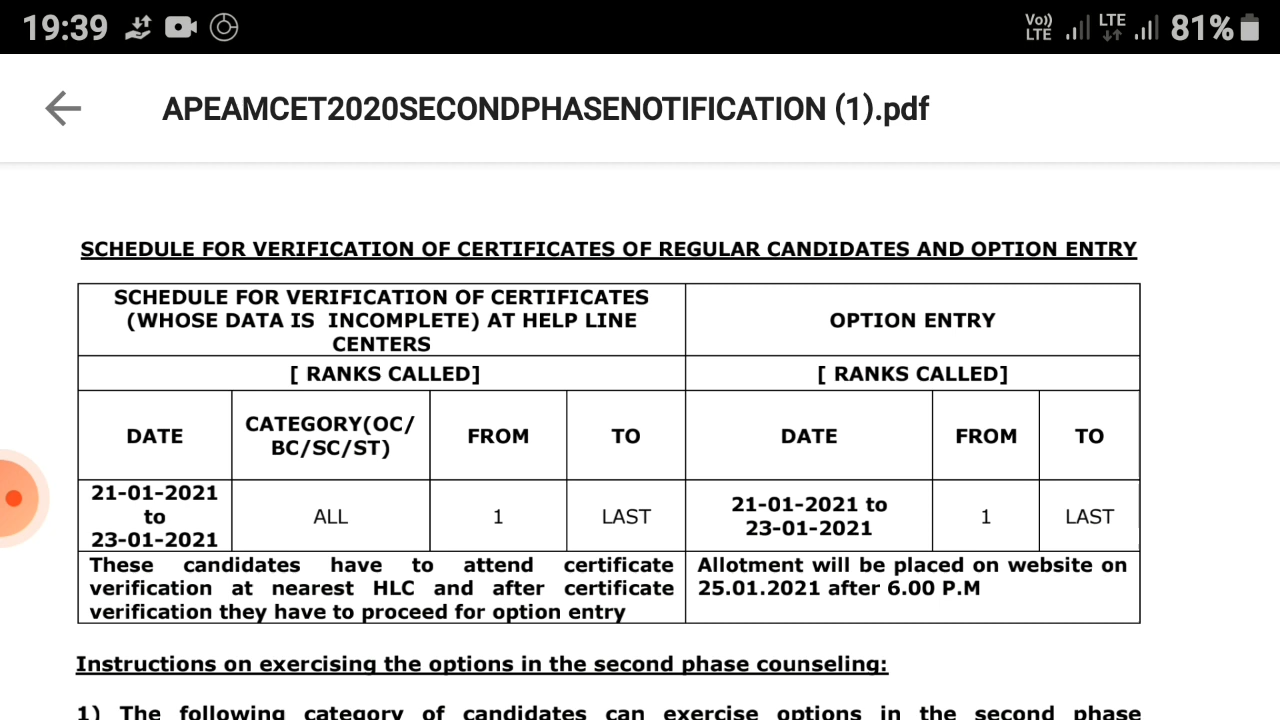 19:39
Vo)) LTE LTE 81%
APEAMCET2020SECONDPHASENOTIFICATION (1).pdf
SCHEDULE FOR VERIFICATION OF CERTIFICATES OF REGULAR CANDIDATES AND OPTION ENTRY
SCHEDULE FOR VERIFICATION OF CERTIFICATES
(WHOSE DATA IS INCOMPLETE) AT HELP LINE
CENTERS
OPTION ENTRY
[ RANKS CALLED]
[ RANKS CALLED]
DATE
CATEGORY(OC/
BC/SC/ST)
FROM
TO
DATE
FROM
TO
21-01-2021
to
23-01-2021
ALL
1
LAST
21-01-2021 to
23-01-2021
1
LAST
These candidates have to attend certificate
verification at nearest HLC and after certificate
verification they have to proceed for option entry
Allotment will be placed on website on
25.01.2021 after 6.00 P.M
Instructions on exercising the options in the second phase counseling:
1) The following category of candidates can exercise options in the second phase